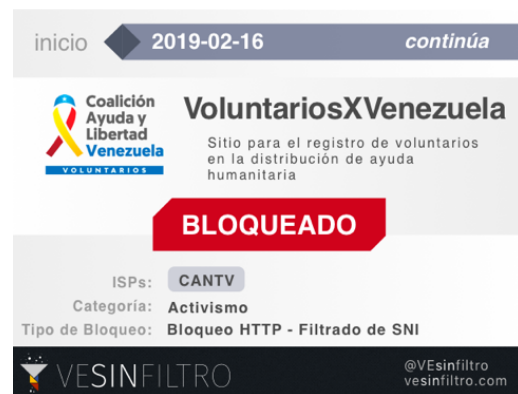 inicio 2019-02-16 continúa
Coalición
Ayuda y
Libertad
Venezuela
VOLUNTARIOS
VoluntariosXVenezuela
Sitio para el registro de voluntarios
en la distribución de ayuda
humanitaria
BLOQUEADO
ISPs: CANTV
Categoría: Activismo
Tipo de Bloqueo: Bloqueo HTTP - Filtrado de SNI
VESINFILTRO
@VEsinfiltro
vesinfiltro.com